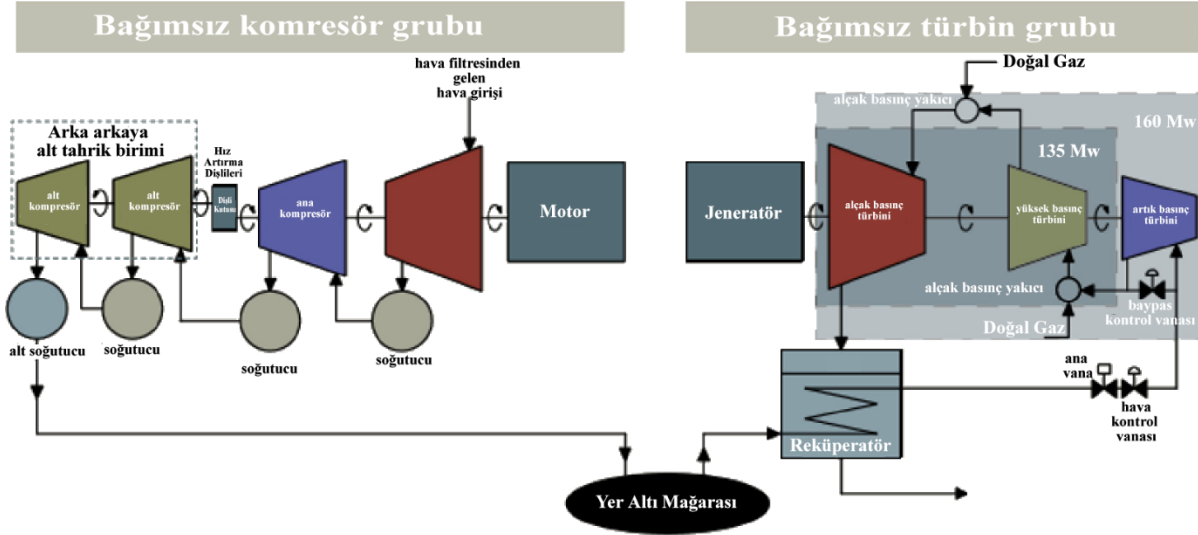 Bağımsız komresör grubu
Bağımsız türbin grubu
hava filtresinden
gelen
hava girişi
Arka arkaya
alt tahrik birimi
Hız
Artırma
Dişlileri
alt
kompresör
alt
kompresör
Dişli
Kutusu
ana
kompresör
Motor
alt soğutucu
soğutucu
soğutucu
soğutucu
Doğal Gaz
alçak basınç yakıcı
160 Mw
135 Mw
Jeneratör
alçak basınç
türbini
yüksek basınç
türbini
artık basınç
türbini
alçak basınç yakıcı
baypas
kontrol vanası
Doğal Gaz
ana
vana
hava
kontrol
vanası
Reküperatör
Yer Altı Mağarası